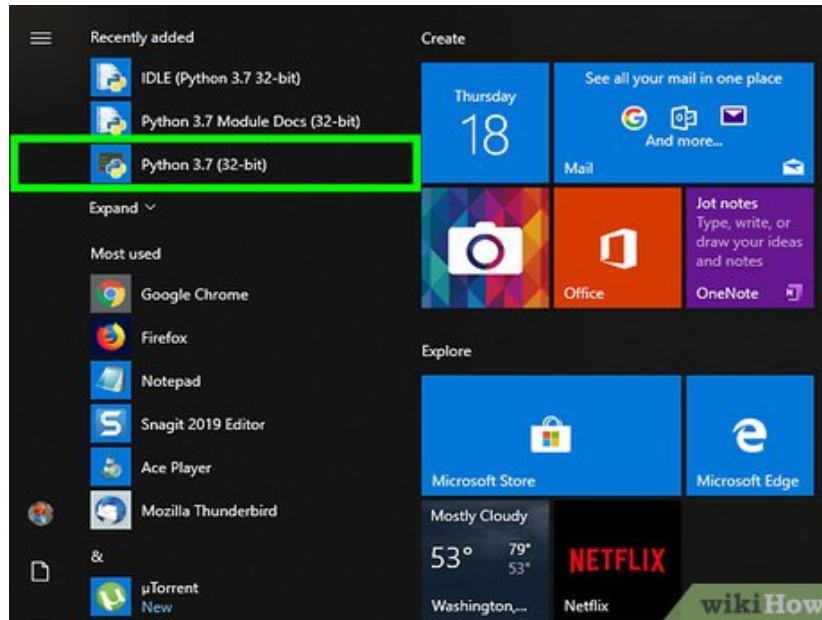 Recently added
IDLE (Python 3.7 32-bit)
Python 3.7 Module Docs (32-bit)
Python 3.7 (32-bit)
Expand
Most used
Google Chrome
Firefox
Notepad
Snagit 2019 Editor
Ace Player
Mozilla Thunderbird
&
µTorrent
New
Create
Thursday
18
See all your mail in one place
And more...
Mail
Office
Jot notes
Type, write, or
draw your ideas
and notes
OneNote
Explore
Microsoft Store
Microsoft Edge
Mostly Cloudy
53° 79°
53°
Washington,...
NETFLIX
Netflix
wikiHow